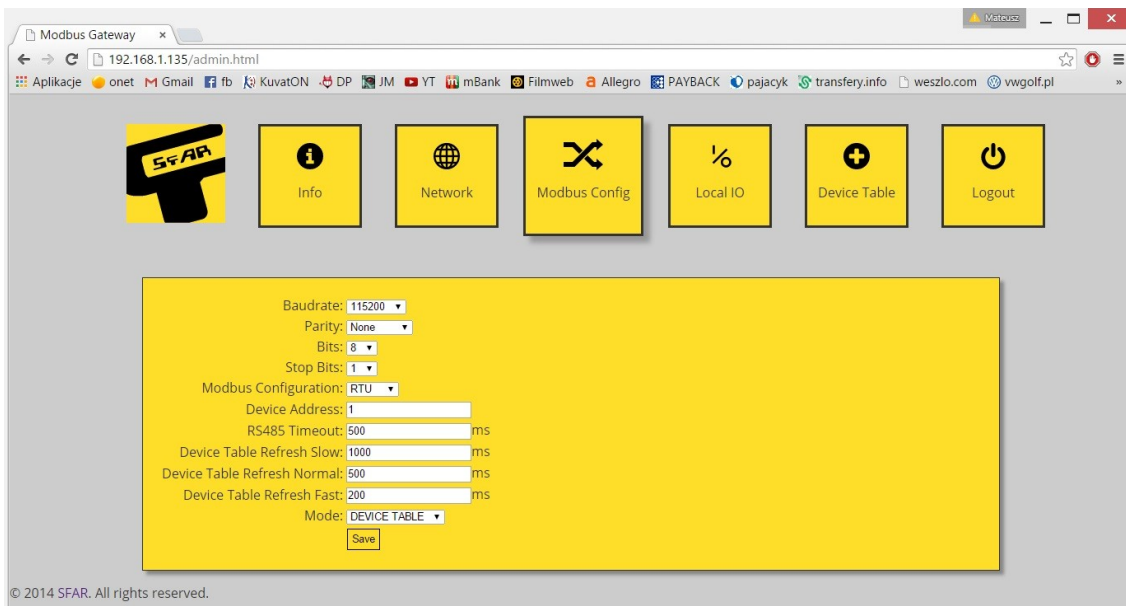 Mateusz
Modbus Gateway
192.168.1.135/admin.html
Aplikacje onet Gmail fb KuvatON DP JM YT mBank Filmweb Allegro PAYBACK pajacyk transfery.info weszlo.com vwgolf.pl »
SFAR
Info Network Modbus Config Local IO Device Table Logout
Baudrate: 115200
Parity: None
Bits: 8
Stop Bits: 1
Modbus Configuration: RTU
Device Address: 1
RS485 Timeout: 500 ms
Device Table Refresh Slow: 1000 ms
Device Table Refresh Normal: 500 ms
Device Table Refresh Fast: 200 ms
Mode: DEVICE TABLE
Save
© 2014 SFAR. All rights reserved.